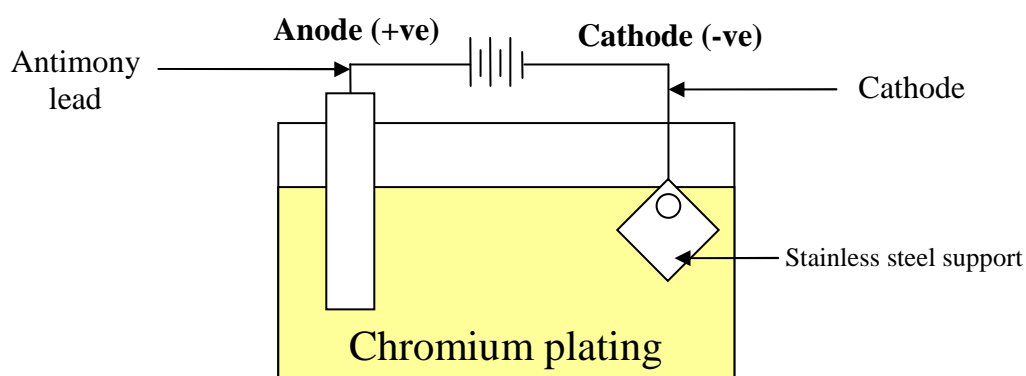 Anode (+ve)
Cathode (-ve)
Antimony
lead
Cathode
Stainless steel support
Chromium plating